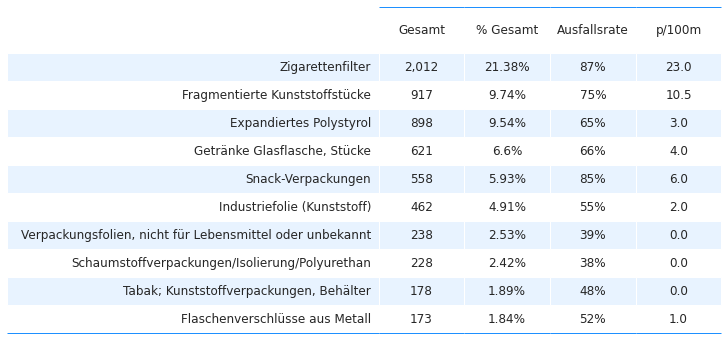 Gesamt % Gesamt Ausfallsrate p/100m
Zigarettenfilter 2,012 21.38% 87% 23.0
Fragmentierte Kunststoffstücke 917 9.74% 75% 10.5
Expandiertes Polystyrol 898 9.54% 65% 3.0
Getränke Glasflasche, Stücke 621 6.6% 66% 4.0
Snack-Verpackungen 558 5.93% 85% 6.0
Industriefolie (Kunststoff) 462 4.91% 55% 2.0
Verpackungsfolien, nicht für Lebensmittel oder unbekannt 238 2.53% 39% 0.0
Schaumstoffverpackungen/Isolierung/Polyurethan 228 2.42% 38% 0.0
Tabak; Kunststoffverpackungen, Behälter 178 1.89% 48% 0.0
Flaschenverschlüsse aus Metall 173 1.84% 52% 1.0